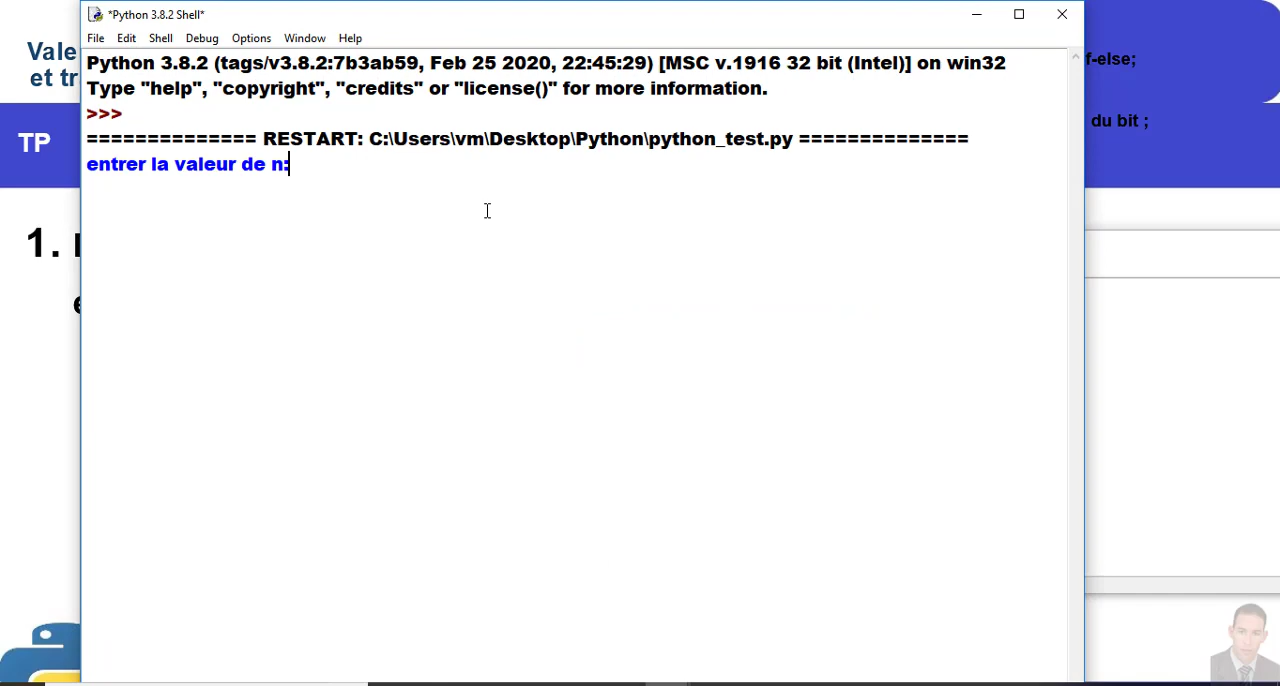 *Python 3.8.2 Shell*
File Edit Shell Debug Options Window Help
Python 3.8.2 (tags/v3.8.2:7b3ab59, Feb 25 2020, 22:45:29) [MSC v.1916 32 bit (Intel)] on win32
Type "help", "copyright", "credits" or "license()" for more information.
>>>
============== RESTART: C:\Users\vm\Desktop\Python\python_test.py ==============
entrer la valeur de n:
et
f-else;
du bit ;
TP
1.